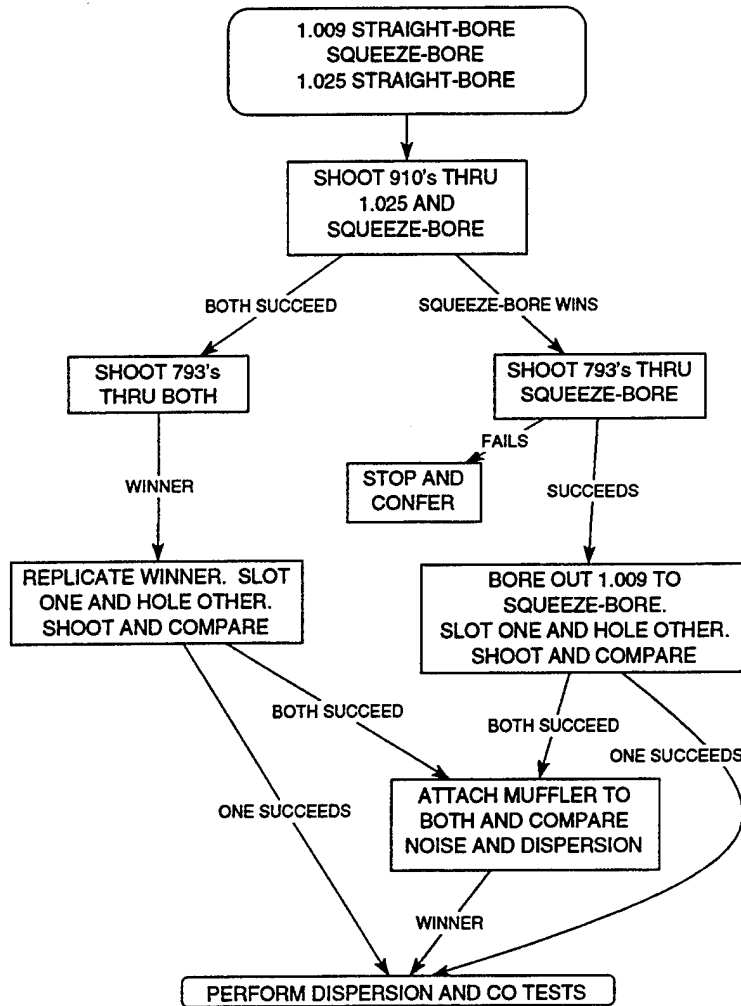 1.009 STRAIGHT-BORE
SQUEEZE-BORE
1.025 STRAIGHT-BORE
SHOOT 910's THRU
1.025 AND
SQUEEZE-BORE
BOTH SUCCEED
SQUEEZE-BORE WINS
SHOOT 793's
THRU BOTH
SHOOT 793's THRU
SQUEEZE-BORE
FAILS
STOP AND
CONFER
WINNER
SUCCEEDS
REPLICATE WINNER. SLOT
ONE AND HOLE OTHER.
SHOOT AND COMPARE
BORE OUT 1.009 TO
SQUEEZE-BORE.
SLOT ONE AND HOLE OTHER.
SHOOT AND COMPARE
BOTH SUCCEED
BOTH SUCCEED
ONE SUCCEEDS
ONE SUCCEEDS
ATTACH MUFFLER TO
BOTH AND COMPARE
NOISE AND DISPERSION
WINNER
PERFORM DISPERSION AND CO TESTS